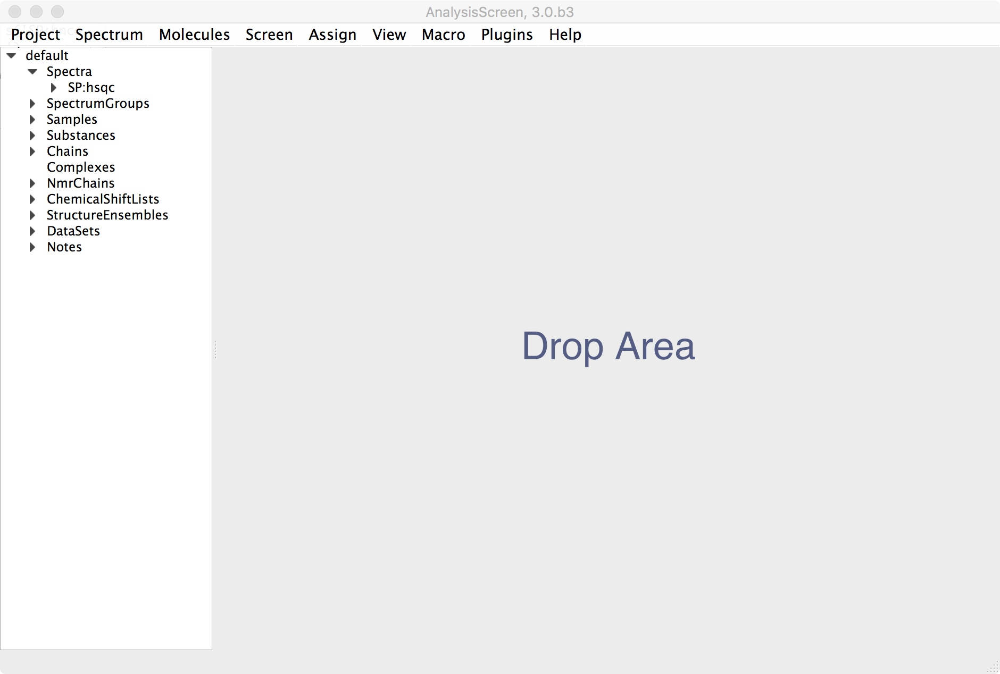 AnalysisScreen, 3.0.b3
Project Spectrum Molecules Screen Assign View Macro Plugins Help
default
Spectra
SP:hsqc
SpectrumGroups
Samples
Substances
Chains
Complexes
NmrChains
ChemicalShiftLists
StructureEnsembles
DataSets
Notes
Drop Area